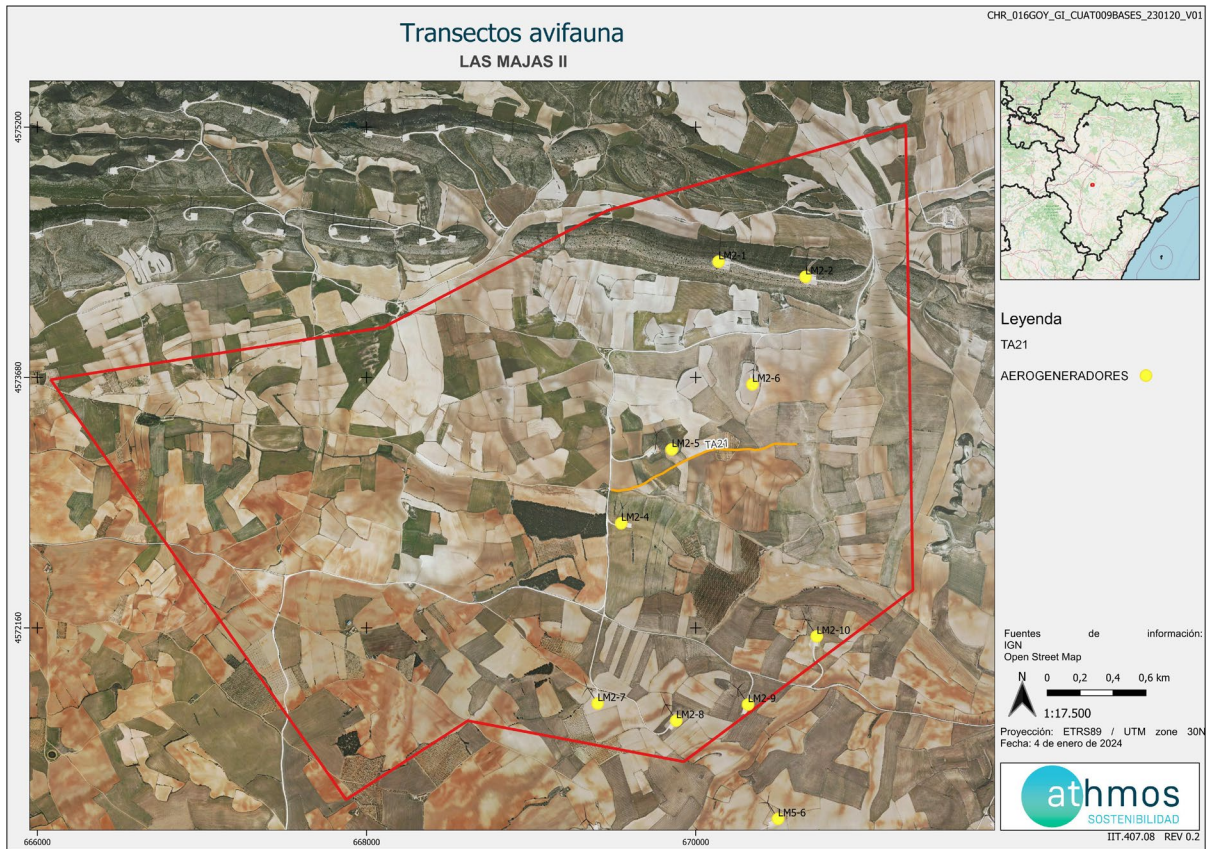 CHR_016GOY_GI_CUAT009BASES_230120_V01
Transectos avifauna
LAS MAJAS II
4575200
4573680
4572160
666000
668000
670000
LM2-1
LM2-2
LM2-6
LM2-5
TA21
LM2-4
LM2-10
LM2-7
LM2-9
LM2-8
LM5-6
Leyenda
TA21
AEROGENERADORES
Fuentes de información:
IGN
Open Street Map
N
0 0,2 0,4 0,6 km
1:17.500
Proyección: ETRS89 / UTM zone 30N
Fecha: 4 de enero de 2024
athmos
SOSTENIBILIDAD
IIT.407.08 REV 0.2